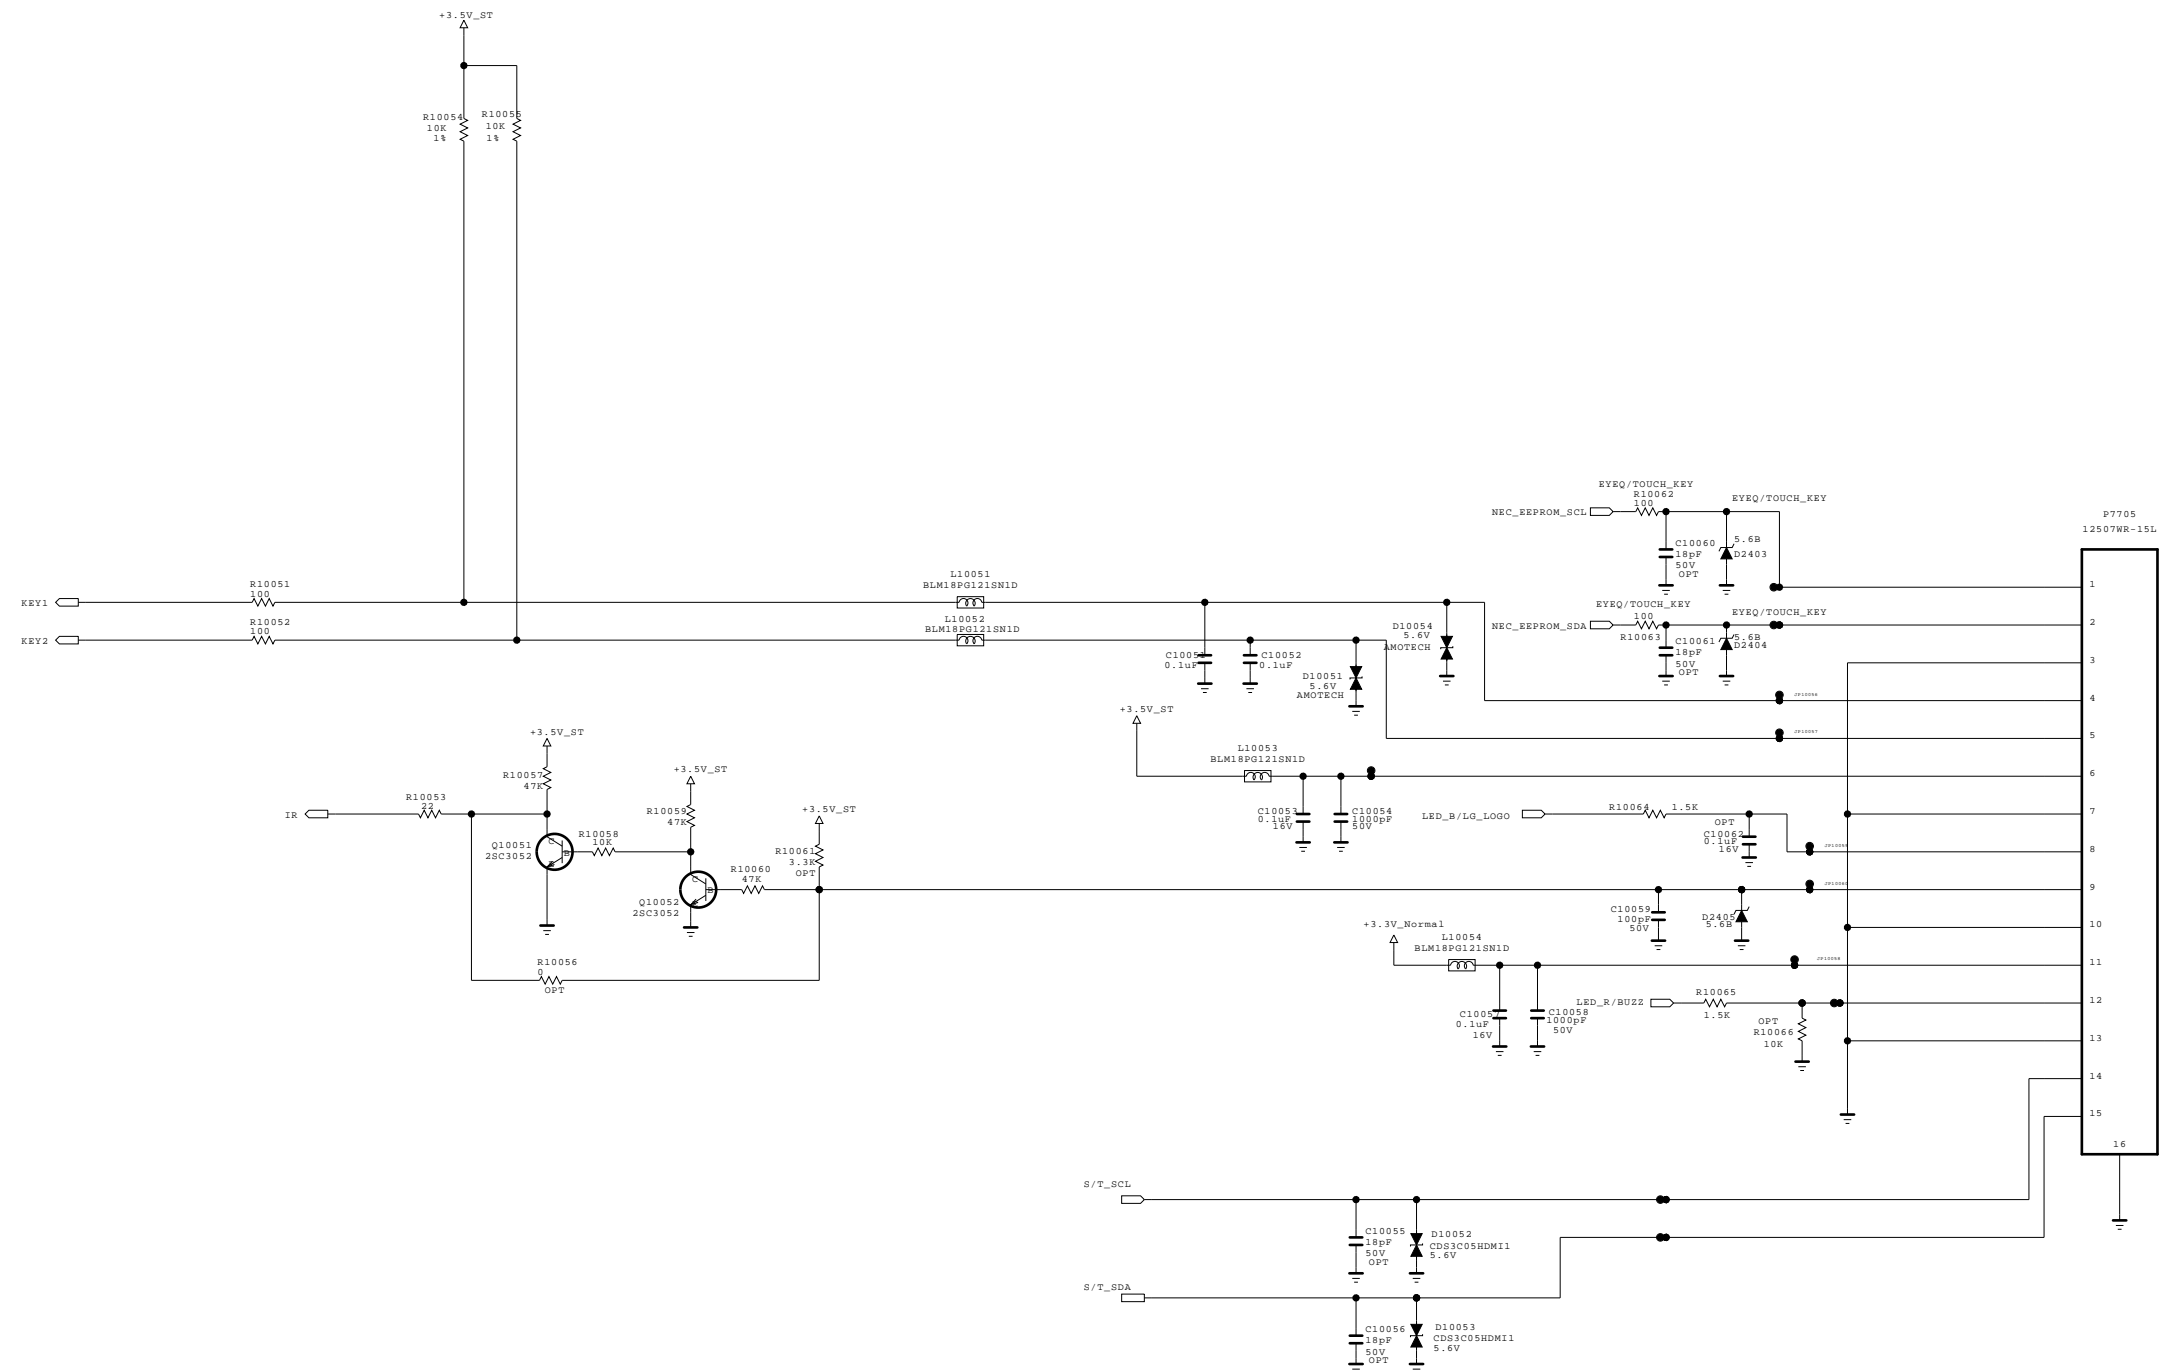 +3.5V_ST
R10054
10K
1%
R10055
10K
1%
EYEQ/TOUCH_KEY
R10062
100
EYEQ/TOUCH_KEY
NEC_EEPROM_SCL
P7705
12507WR-15L
C10060
18pF
50V
OPT
5.6B
D2403
R10051
100
L10051
BLM18PG121SN1D
1
KEY1
R10052
100
L10052
BLM18PG121SN1D
KEY2
EYEQ/TOUCH_KEY
100
R10063
EYEQ/TOUCH_KEY
NEC_EEPROM_SDA
2
D10054
5.6V
AMOTECH
C10061
18pF
50V
OPT
5.6B
D2404
C10051
0.1uF
C10052
0.1uF
3
D10051
5.6V
AMOTECH
JP10056
4
+3.5V_ST
JP10057
5
+3.5V_ST
L10053
BLM18PG121SN1D
R10057
47K
+3.5V_ST
6
R10053
22
IR
R10059
47K
+3.5V_ST
C10053
0.1uF
16V
C10054
1000pF
50V
LED_B/LG_LOGO
R10064
1.5K
7
OPT
C10062
0.1uF
16V
Q10051
2SC3052
C
B
E
R10058
10K
R10061
3.3K
OPT
8
R10060
47K
Q10052
2SC3052
C
B
E
9
C10059
100pF
50V
D2405
5.6B
+3.3V_Normal
10
L10054
BLM18PG121SN1D
R10056
0
OPT
JP10058
11
LED_R/BUZZ
R10065
1.5K
12
C10057
0.1uF
16V
C10058
1000pF
50V
OPT
R10066
10K
13
14
15
16
S/T_SCL
C10055
18pF
50V
OPT
D10052
CDS3C05HDMI1
5.6V
S/T_SDA
C10056
18pF
50V
OPT
D10053
CDS3C05HDMI1
5.6V